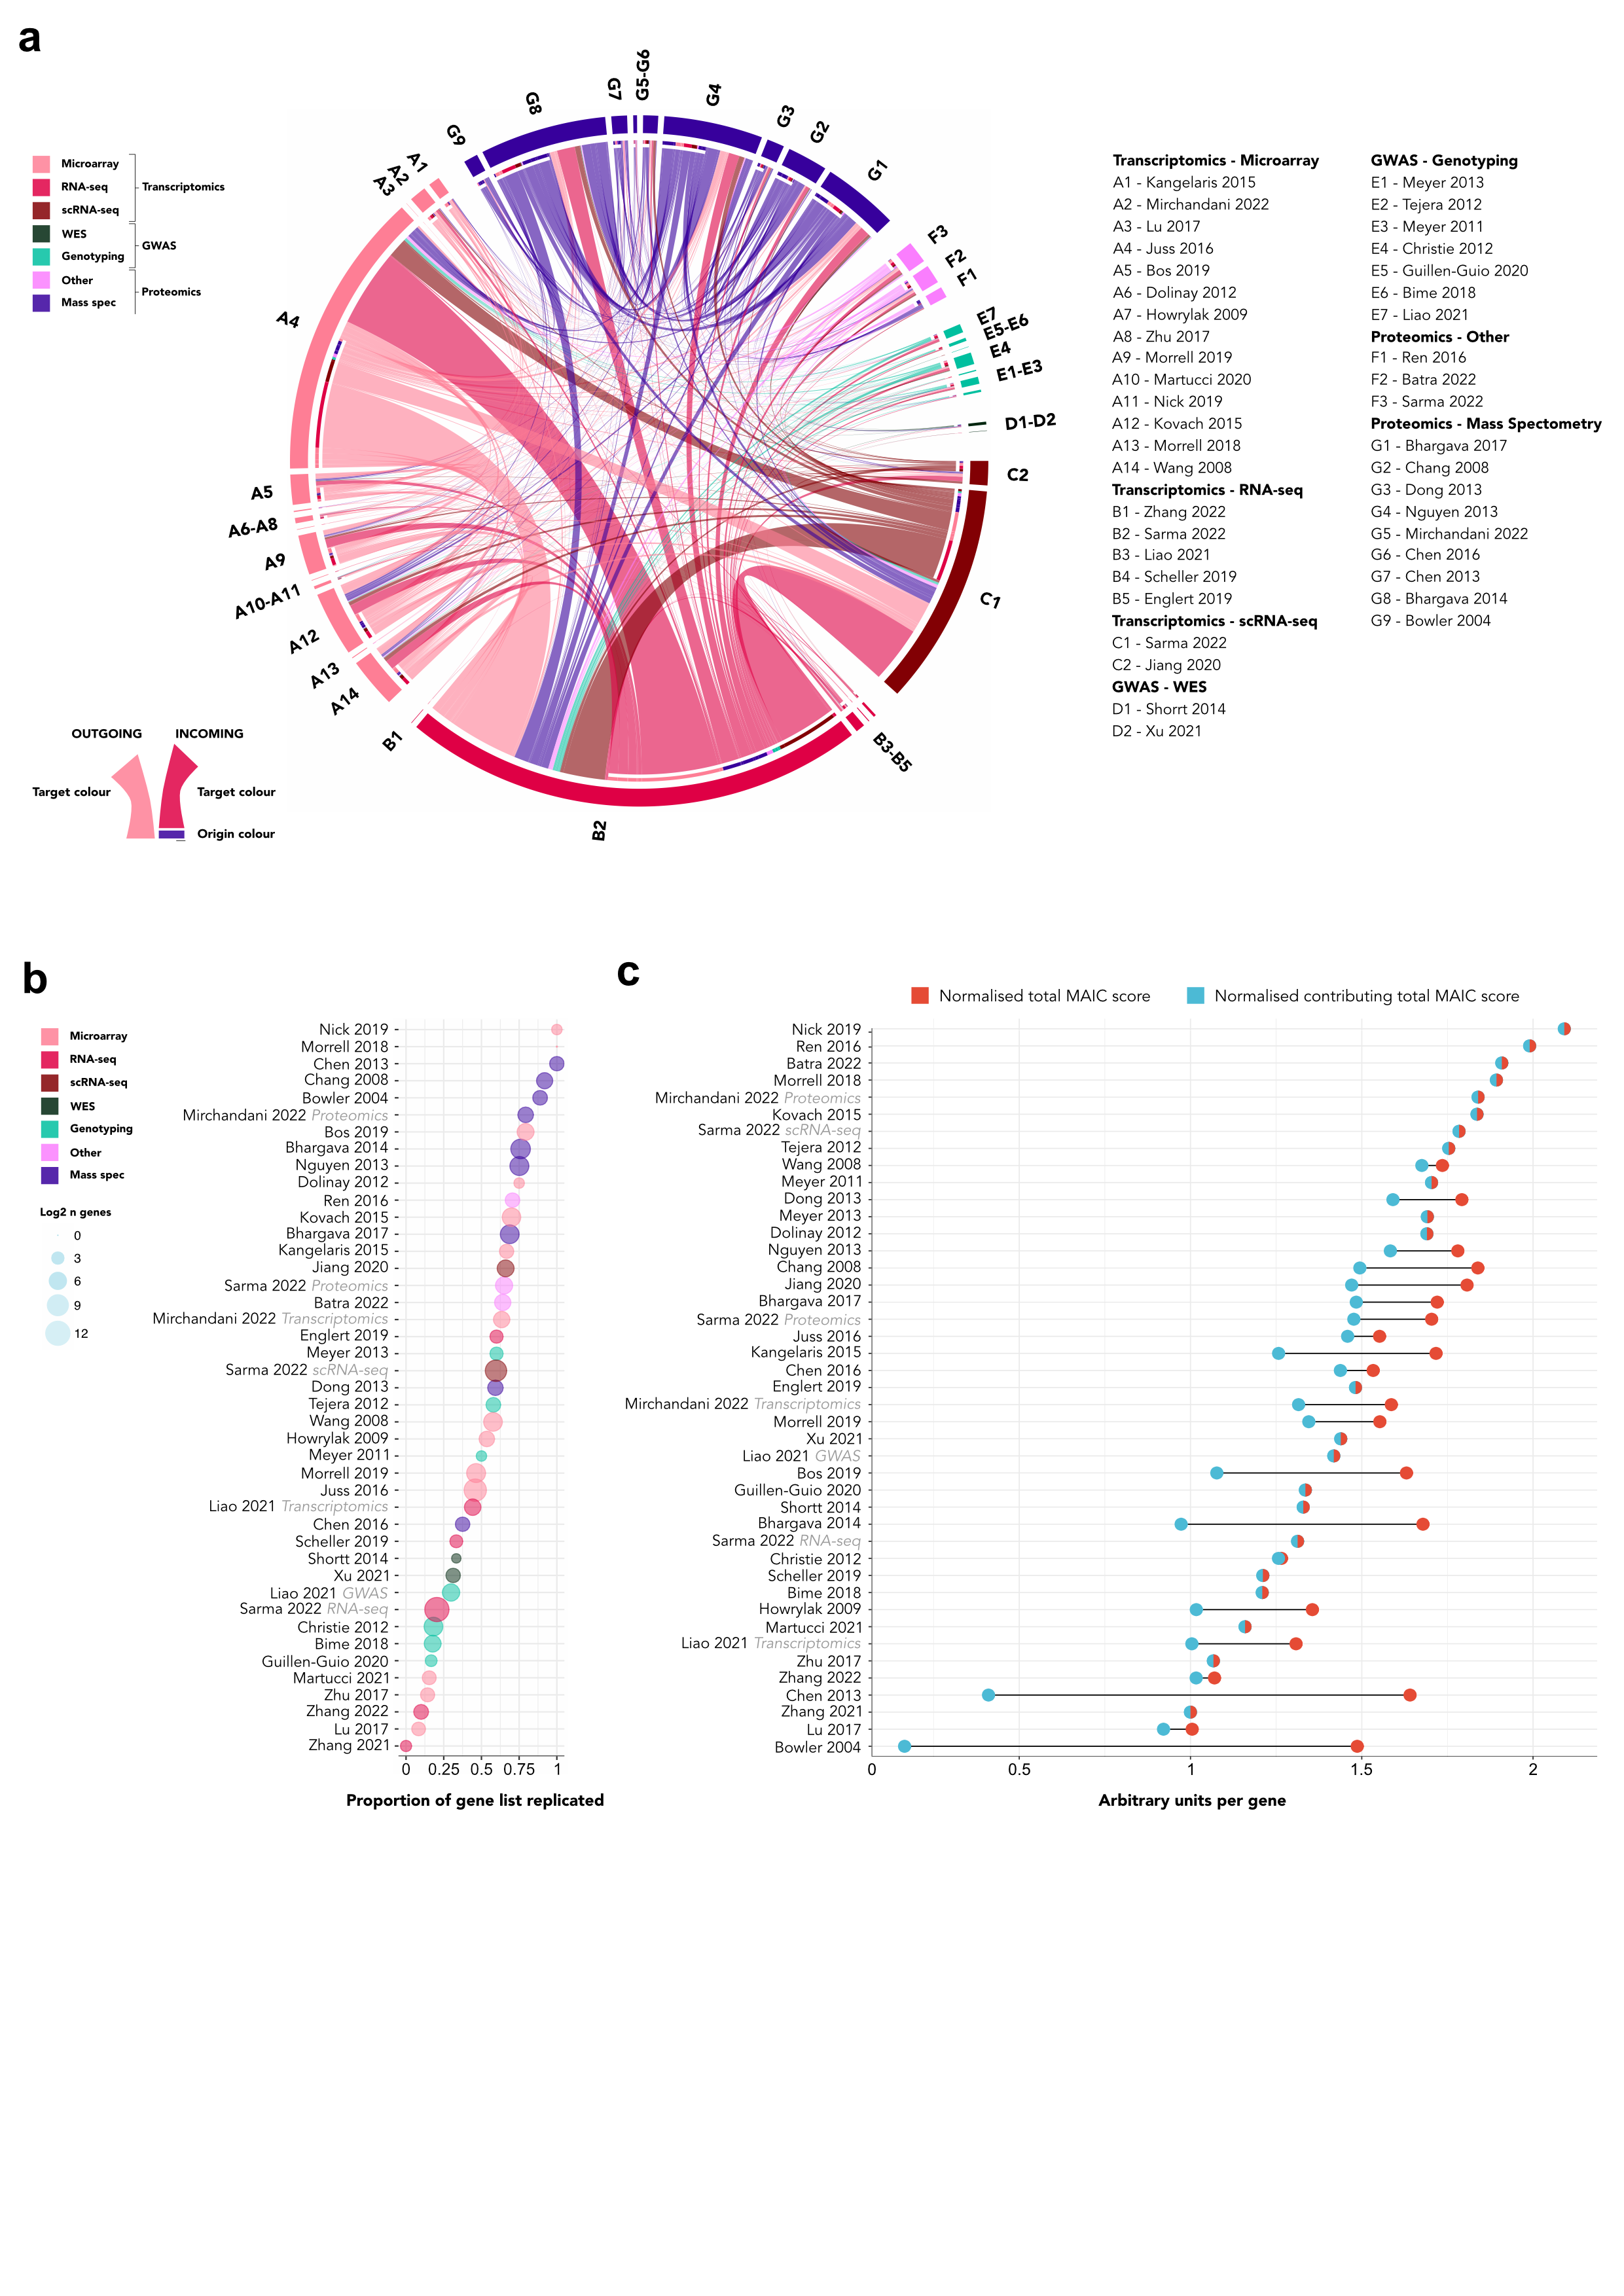 a
G9
G8
G7
G5-G6
G4
G3
G2
G1
F3
F2
F1
E7
E5-E6
E4
E1-E3
D1-D2
C2
C1
B3-B5
B2
B1
A14
A13
A12
A10-A11
A9
A6-A8
A5
A4
A3
A2
A1
Microarray
RNA-seq
scRNA-seq
WES
Genotyping
Other
Mass spec
Transcriptomics
GWAS
Proteomics
OUTGOING INCOMING
Target colour Target colour
Origin colour
Transcriptomics - Microarray
A1 - Kangelaris 2015
A2 - Mirchandani 2022
A3 - Lu 2017
A4 - Juss 2016
A5 - Bos 2019
A6 - Dolinay 2012
A7 - Howrylak 2009
A8 - Zhu 2017
A9 - Morrell 2019
A10 - Martucci 2020
A11 - Nick 2019
A12 - Kovach 2015
A13 - Morrell 2018
A14 - Wang 2008
Transcriptomics - RNA-seq
B1 - Zhang 2022
B2 - Sarma 2022
B3 - Liao 2021
B4 - Scheller 2019
B5 - Englert 2019
Transcriptomics - scRNA-seq
C1 - Sarma 2022
C2 - Jiang 2020
GWAS - WES
D1 - Shorrt 2014
D2 - Xu 2021
GWAS - Genotyping
E1 - Meyer 2013
E2 - Tejera 2012
E3 - Meyer 2011
E4 - Christie 2012
E5 - Guillen-Guio 2020
E6 - Bime 2018
E7 - Liao 2021
Proteomics - Other
F1 - Ren 2016
F2 - Batra 2022
F3 - Sarma 2022
Proteomics - Mass Spectometry
G1 - Bhargava 2017
G2 - Chang 2008
G3 - Dong 2013
G4 - Nguyen 2013
G5 - Mirchandani 2022
G6 - Chen 2016
G7 - Chen 2013
G8 - Bhargava 2014
G9 - Bowler 2004
b
Microarray
RNA-seq
scRNA-seq
WES
Genotyping
Other
Mass spec
Log2 n genes
0
3
6
9
12
Nick 2019
Morrell 2018
Chen 2013
Chang 2008
Bowler 2004
Mirchandani 2022 Proteomics
Bos 2019
Bhargava 2014
Nguyen 2013
Dolinay 2012
Ren 2016
Kovach 2015
Bhargava 2017
Kangelaris 2015
Jiang 2020
Sarma 2022 Proteomics
Batra 2022
Mirchandani 2022 Transcriptomics
Englert 2019
Meyer 2013
Sarma 2022 scRNA-seq
Dong 2013
Tejera 2012
Wang 2008
Howrylak 2009
Meyer 2011
Morrell 2019
Juss 2016
Liao 2021 Transcriptomics
Chen 2016
Scheller 2019
Shortt 2014
Xu 2021
Liao 2021 GWAS
Sarma 2022 RNA-seq
Christie 2012
Bime 2018
Guillen-Guio 2020
Martucci 2021
Zhu 2017
Zhang 2022
Lu 2017
Zhang 2021
0 0.25 0.5 0.75 1
Proportion of gene list replicated
c
Normalised total MAIC score Normalised contributing total MAIC score
Nick 2019
Ren 2016
Batra 2022
Morrell 2018
Mirchandani 2022 Proteomics
Kovach 2015
Sarma 2022 scRNA-seq
Tejera 2012
Wang 2008
Meyer 2011
Dong 2013
Meyer 2013
Dolinay 2012
Nguyen 2013
Chang 2008
Jiang 2020
Bhargava 2017
Sarma 2022 Proteomics
Juss 2016
Kangelaris 2015
Chen 2016
Englert 2019
Mirchandani 2022 Transcriptomics
Morrell 2019
Xu 2021
Liao 2021 GWAS
Bos 2019
Guillen-Guio 2020
Shortt 2014
Bhargava 2014
Sarma 2022 RNA-seq
Christie 2012
Scheller 2019
Bime 2018
Howrylak 2009
Martucci 2021
Liao 2021 Transcriptomics
Zhu 2017
Zhang 2022
Chen 2013
Zhang 2021
Lu 2017
Bowler 2004
0 0.5 1 1.5 2
Arbitrary units per gene